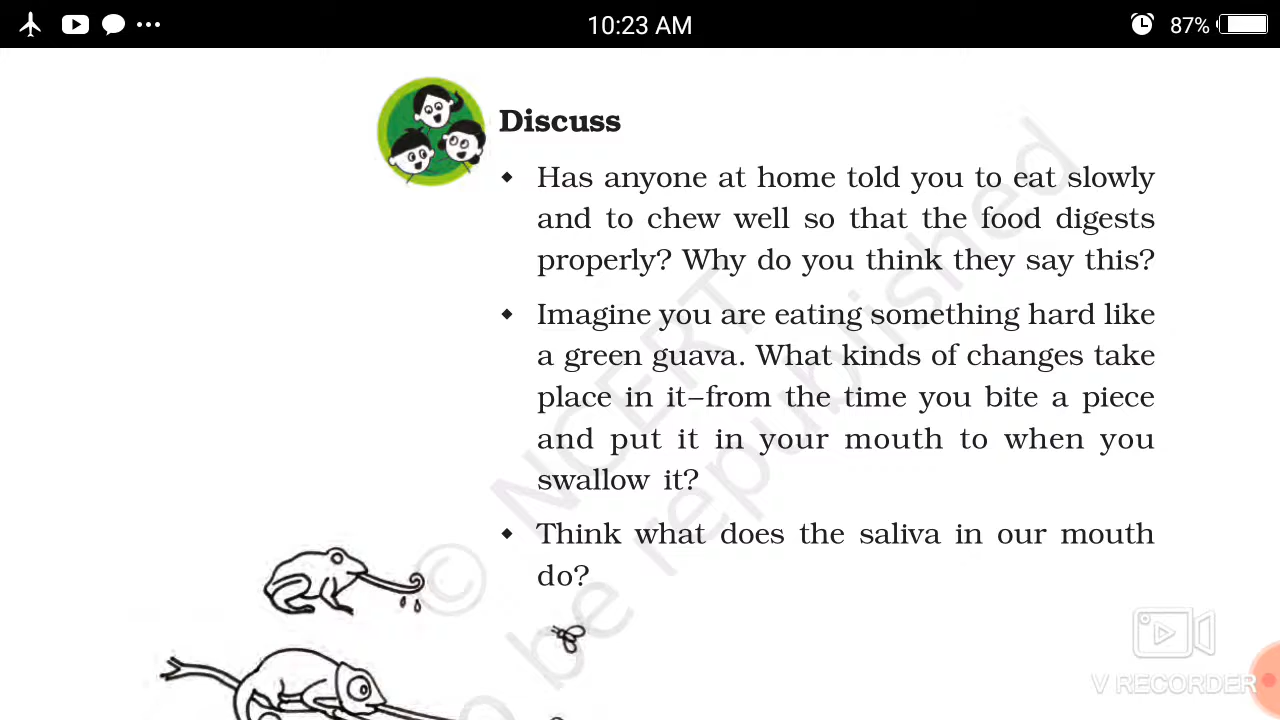 10:23 AM
87%
Discuss
Has anyone at home told you to eat slowly
and to chew well so that the food digests
properly? Why do you think they say this?
Imagine you are eating something hard like
a green guava. What kinds of changes take
place in it–from the time you bite a piece
and put it in your mouth to when you
swallow it?
Think what does the saliva in our mouth
do?
© NCERT
be republished
V RECORDER